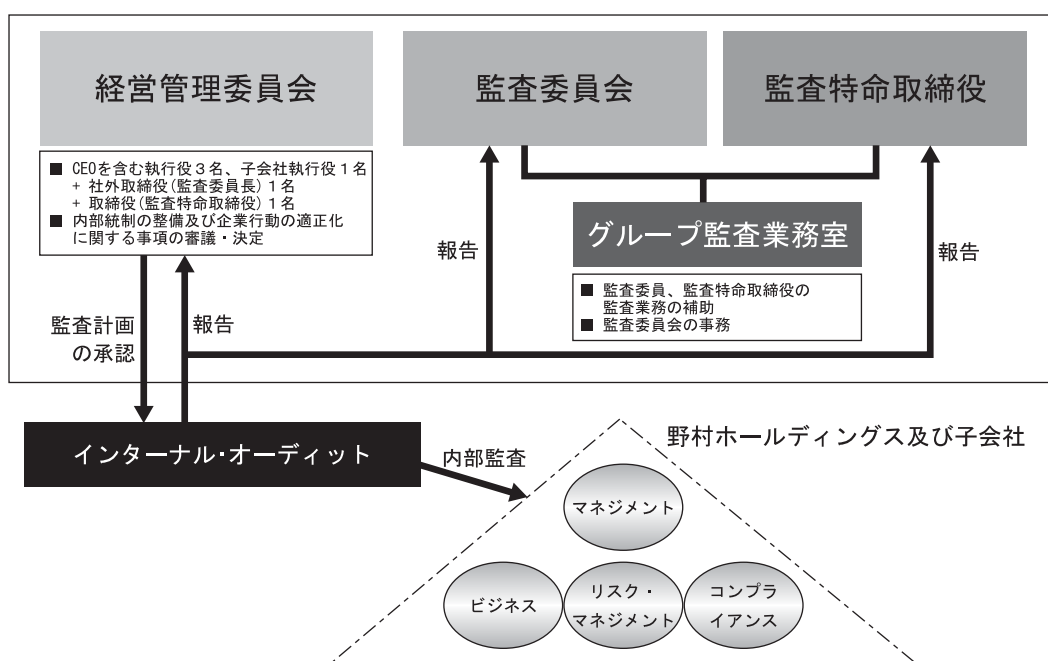 経営管理委員会
監査委員会
監査特命取締役
■ CEOを含む執行役３名、子会社執行役１名
+ 社外取締役(監査委員長)１名
+ 取締役(監査特命取締役)１名
■ 内部統制の整備及び企業行動の適正化
に関する事項の審議・決定
グループ監査業務室
■ 監査委員、監査特命取締役の
監査業務の補助
■ 監査委員会の事務
監査計画
の承認
報告
報告
報告
インターナル・オーディット
内部監査
野村ホールディングス及び子会社
マネジメント
ビジネス
リスク・
マネジメント
コンプラ
イアンス